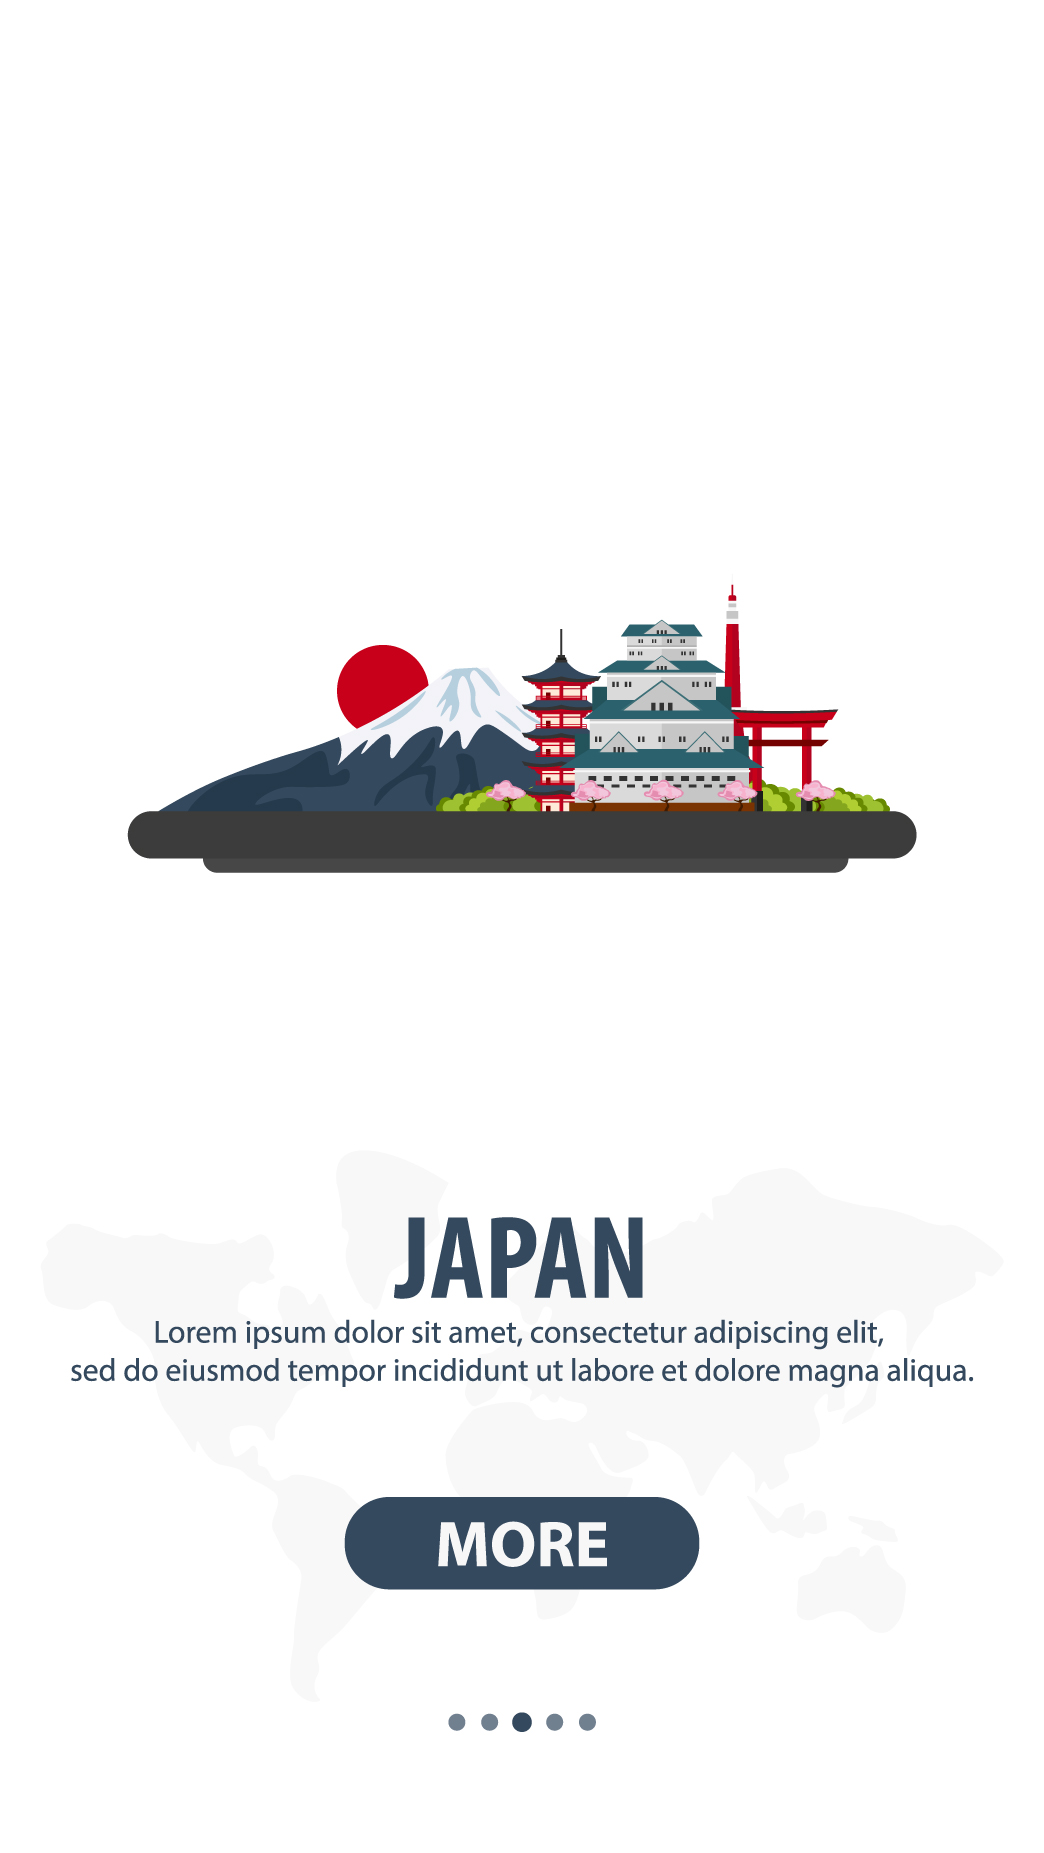 JAPAN
Lorem ipsum dolor sit amet, consectetur adipiscing elit,
sed do eiusmod tempor incididunt ut labore et dolore magna aliqua.
MORE